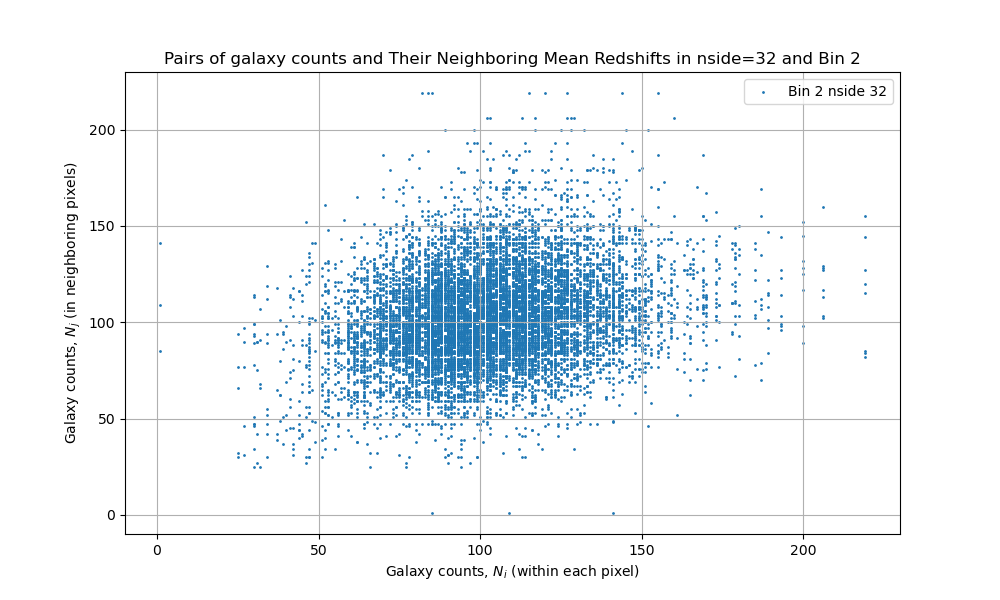 Pairs of galaxy counts and Their Neighboring Mean Redshifts in nside=32 and Bin 2
Bin 2 nside 32
200
150
100
50
0
Galaxy counts, Nj (in neighboring pixels)
0 50 100 150 200
Galaxy counts, Ni (within each pixel)